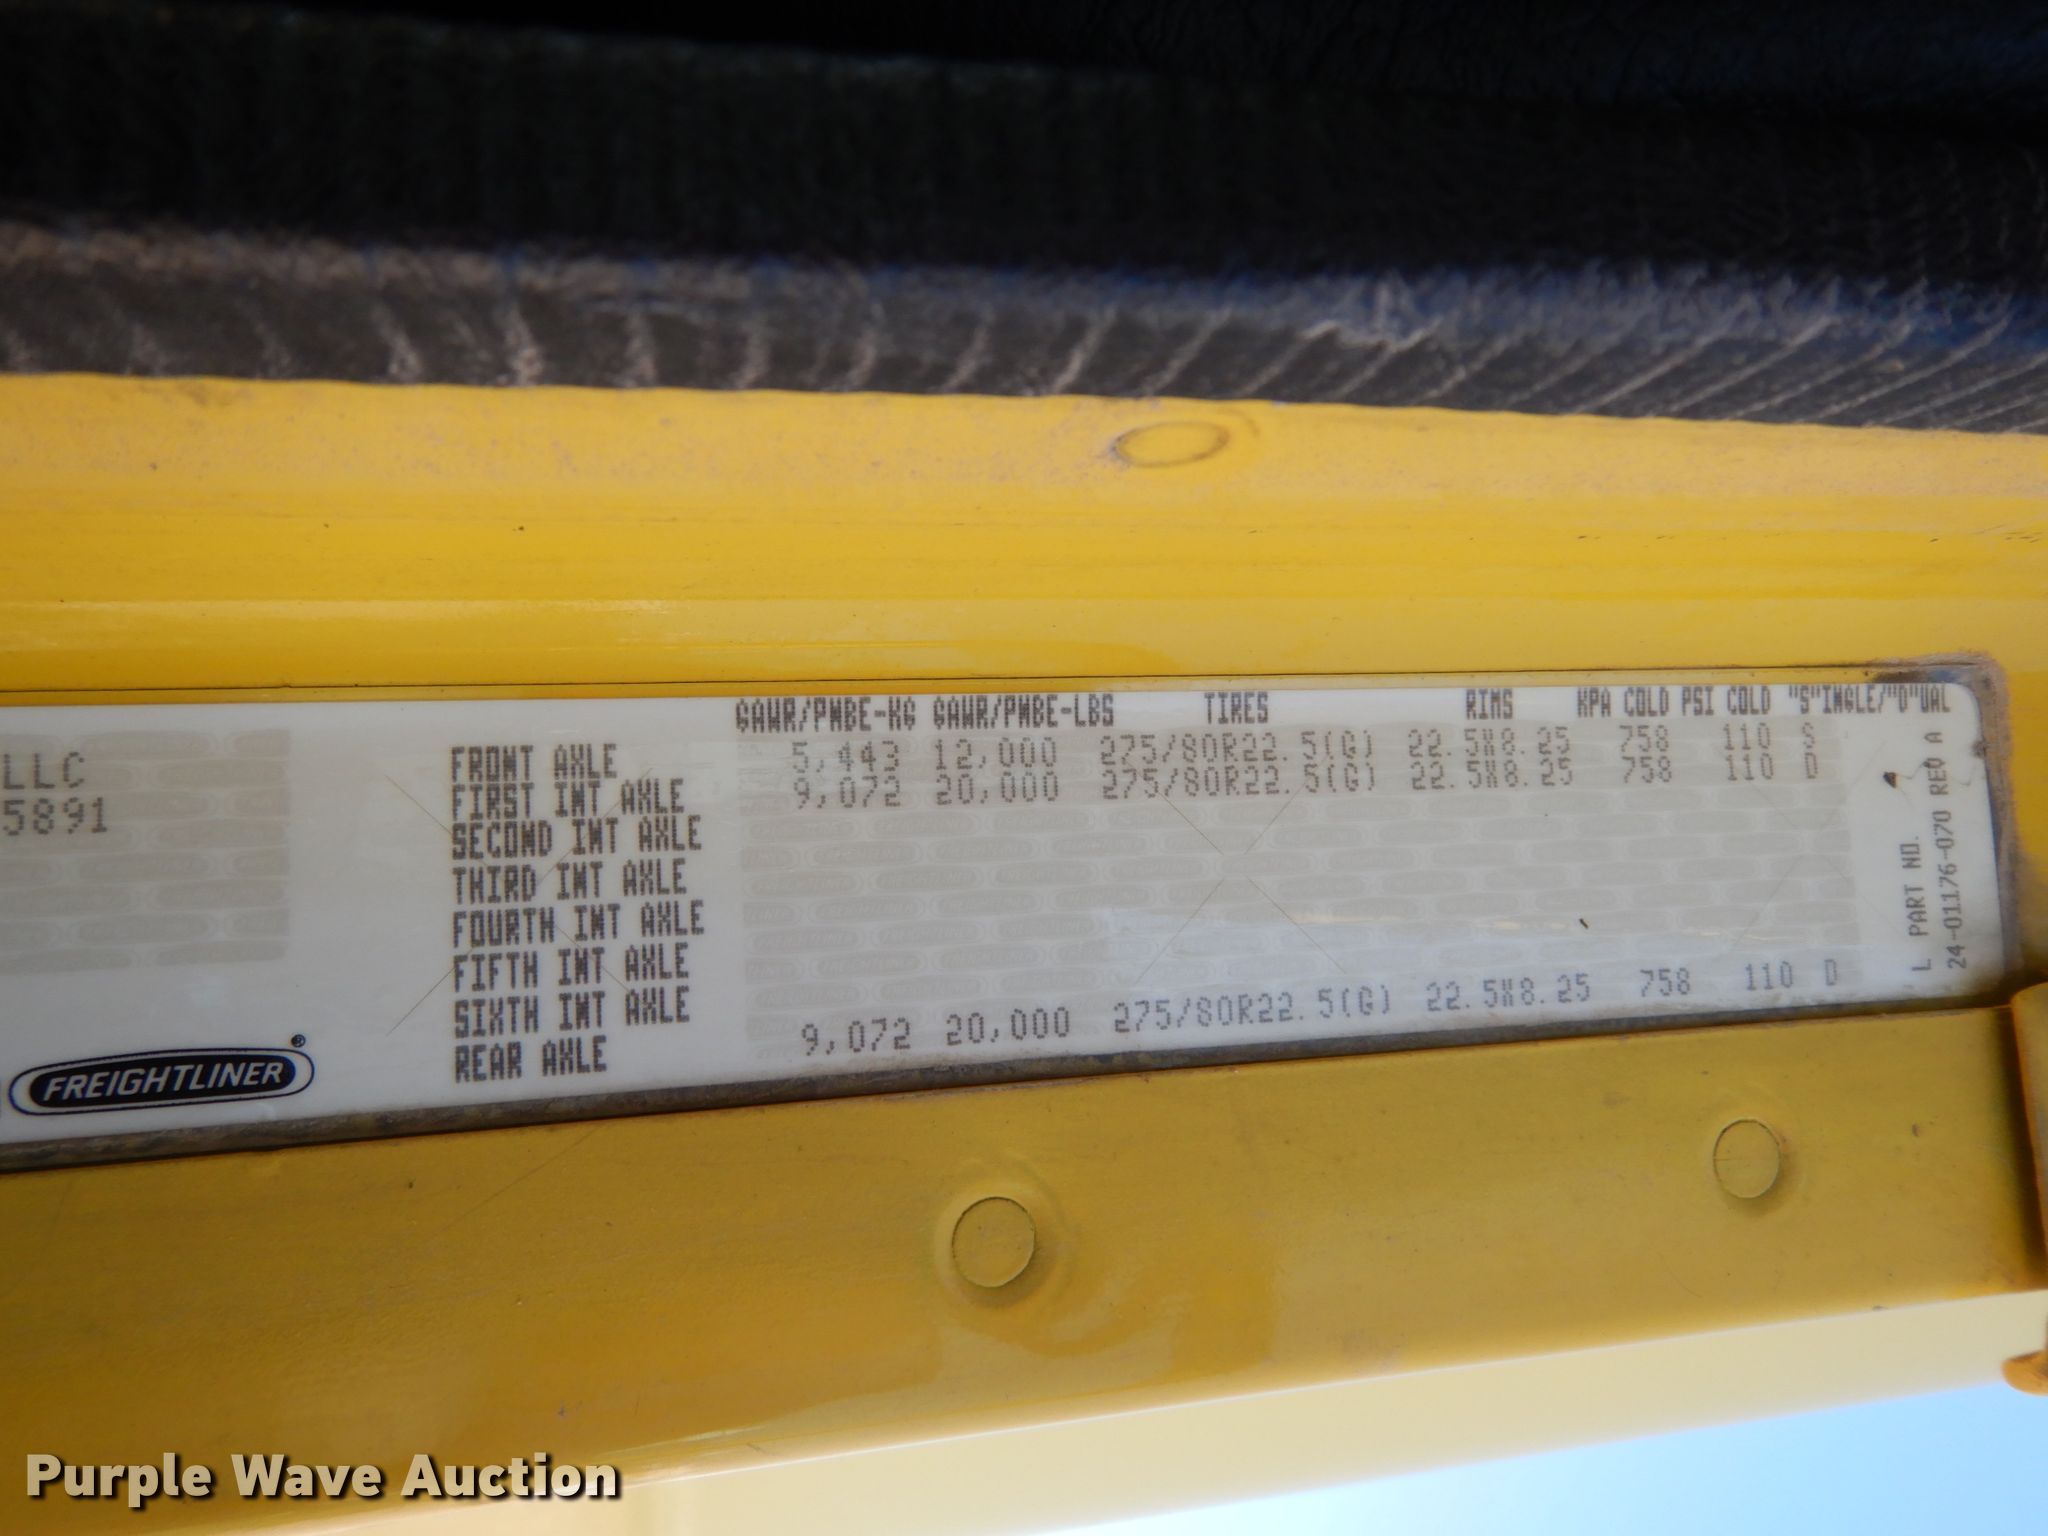 GAWR/PNBE-KG GAWR/PNBE-LBS TIRES RIMS KPA COLD PSI COLD "S"INGLE/"D"UAL
FRONT AXLE 5,443 12,000 275/80R22.5(G) 22.5X8.25 758 110 S
FIRST INT AXLE 9,072 20,000 275/80R22.5(G) 22.5X8.25 758 110 D
SECOND INT AXLE
THIRD INT AXLE
FOURTH INT AXLE
FIFTH INT AXLE
SIXTH INT AXLE
REAR AXLE 9,072 20,000 275/80R22.5(G) 22.5X8.25 758 110 D
LLC
5891
FREIGHTLINER®
L PART NO.
24-01176-070 REV A
Purple Wave Auction